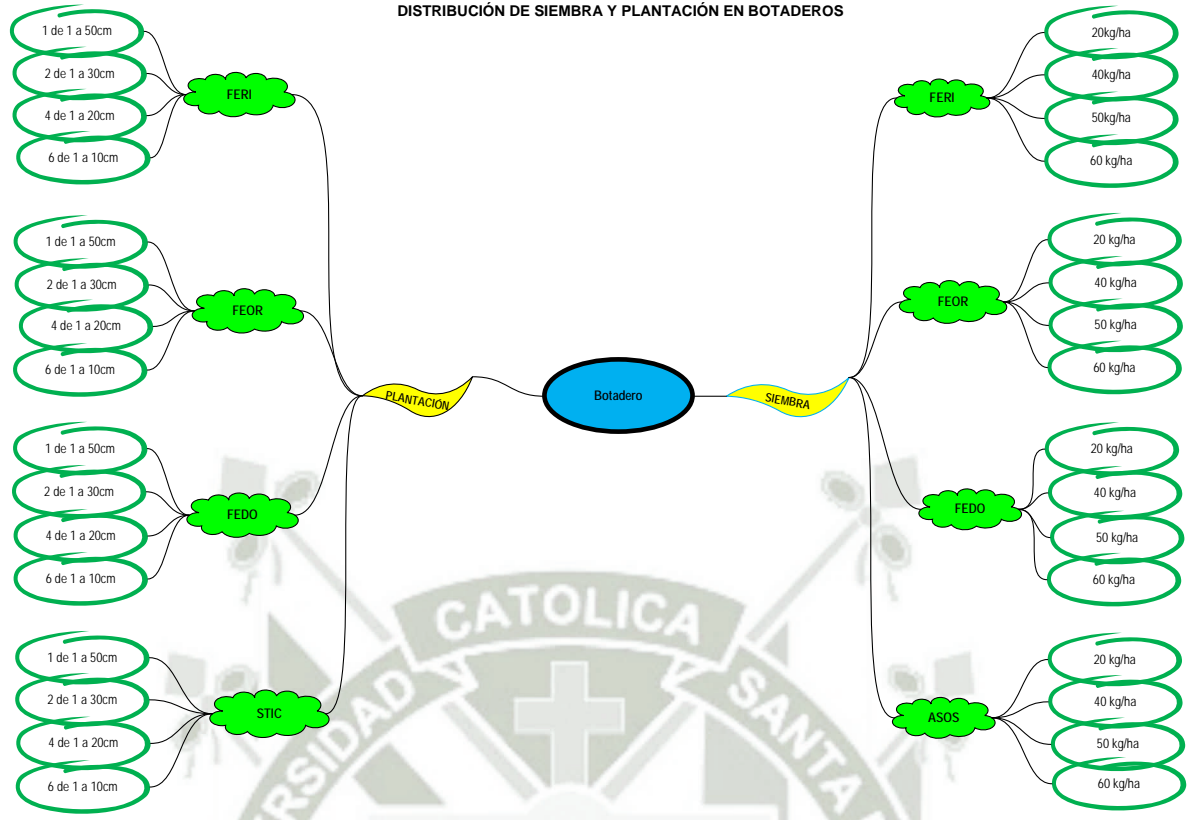 DISTRIBUCIÓN DE SIEMBRA Y PLANTACIÓN EN BOTADEROS
1 de 1 a 50cm
2 de 1 a 30cm
4 de 1 a 20cm
6 de 1 a 10cm
FERI
1 de 1 a 50cm
2 de 1 a 30cm
4 de 1 a 20cm
6 de 1 a 10cm
FEOR
1 de 1 a 50cm
2 de 1 a 30cm
4 de 1 a 20cm
6 de 1 a 10cm
FEDO
1 de 1 a 50cm
2 de 1 a 30cm
4 de 1 a 20cm
6 de 1 a 10cm
STIC
PLANTACIÓN
Botadero
SIEMBRA
FERI
20kg/ha
40kg/ha
50kg/ha
60 kg/ha
FEOR
20 kg/ha
40 kg/ha
50 kg/ha
60 kg/ha
FEDO
20 kg/ha
40 kg/ha
50 kg/ha
60 kg/ha
ASOS
20 kg/ha
40 kg/ha
50 kg/ha
60 kg/ha
CATOLICA
SANTA